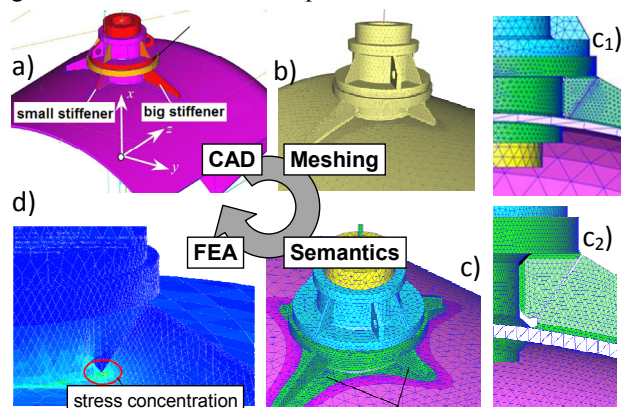 a)
small stiffener
big stiffener
x
z
y
b)
c₁)
CAD
Meshing
d)
FEA
Semantics
c)
c₂)
stress concentration